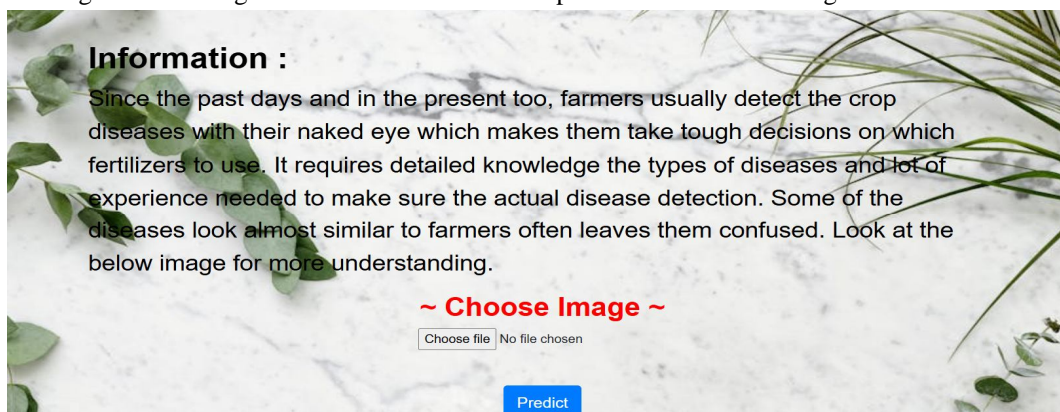 Information :
Since the past days and in the present too, farmers usually detect the crop
diseases with their naked eye which makes them take tough decisions on which
fertilizers to use. It requires detailed knowledge the types of diseases and lot of
experience needed to make sure the actual disease detection. Some of the
diseases look almost similar to farmers often leaves them confused. Look at the
below image for more understanding.
~ Choose Image ~
Choose file No file chosen
Predict